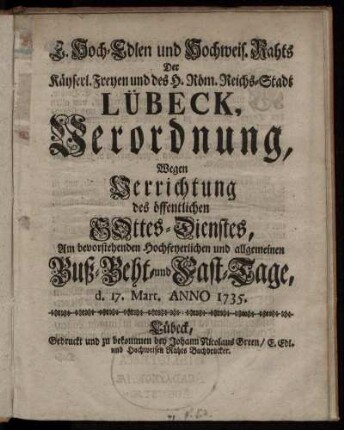 E. Hoch-Edlen und Hochweis. Rahts
Der
Käyserl. Freyen und des H. Röm. Reichs-Stadt
LÜBECK,
Verordnung,
Wegen
Verrichtung
des öffentlichen
GOttes-Dienstes,
Am bevorstehenden Hochfeyerlichen und allgemeinen
Buß-Beht-und Fast-Tage,
d. 17. Mart. ANNO 1735.
Lübeck,
Gedruckt und zu bekommen bey Johann Nicolaus Green/ E. Edl.
und Hochweisen Rahts Buchdrucker.